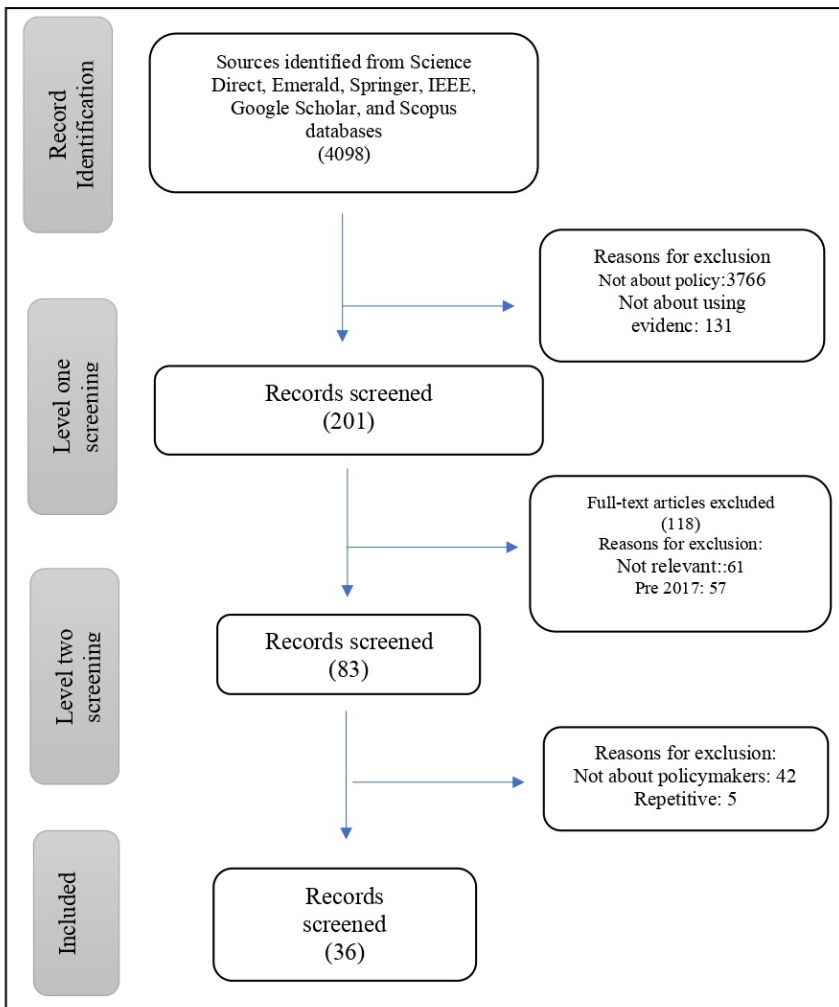 Record
Identification
Sources identified from Science
Direct, Emerald, Springer, IEEE,
Google Scholar, and Scopus
databases
(4098)
Reasons for exclusion
Not about policy:3766
Not about using
evidenc: 131
Level one
screening
Records screened
(201)
Full-text articles excluded
(118)
Reasons for exclusion:
Not relevant::61
Pre 2017: 57
Level two
screening
Records screened
(83)
Reasons for exclusion:
Not about policymakers: 42
Repetitive: 5
Included
Records
screened
(36)